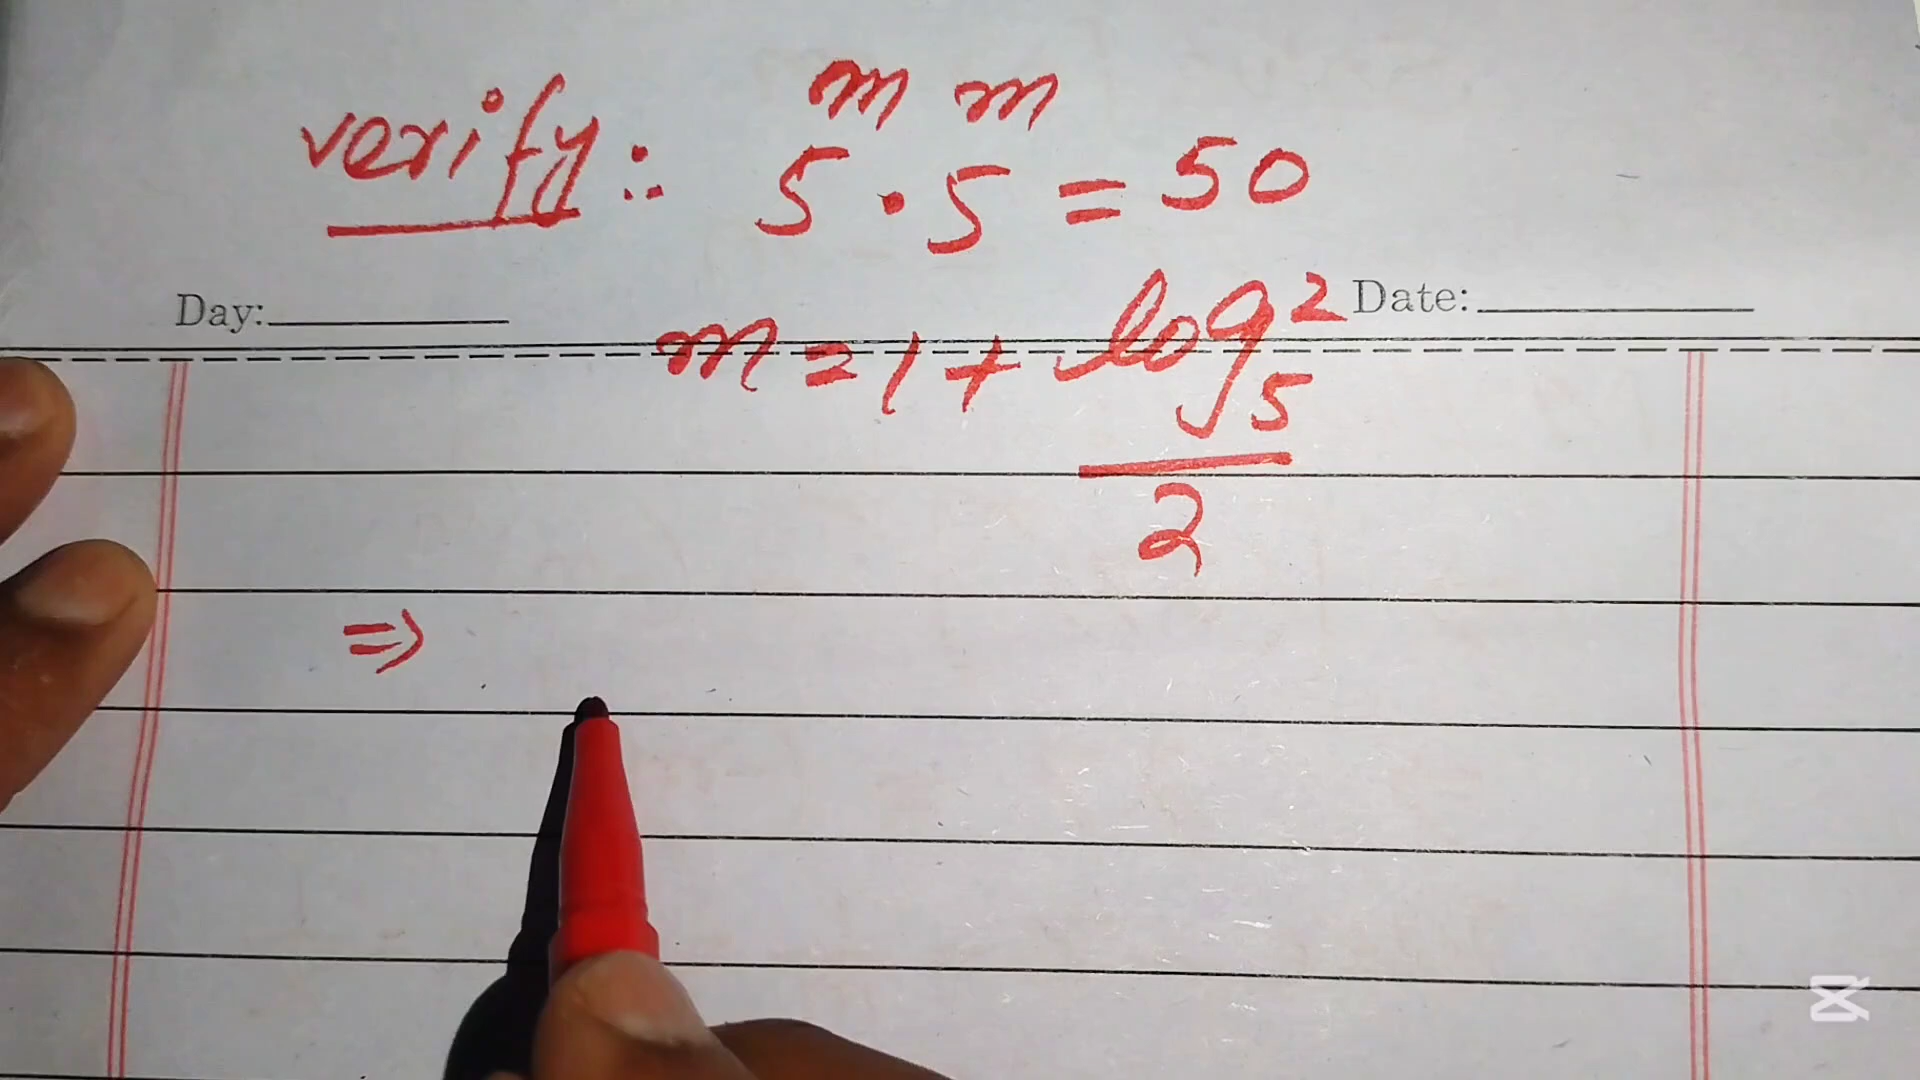 verify: 5^m · 5^m = 50
Day: Date:
m = 1 + log_5^2 / 2
⇒